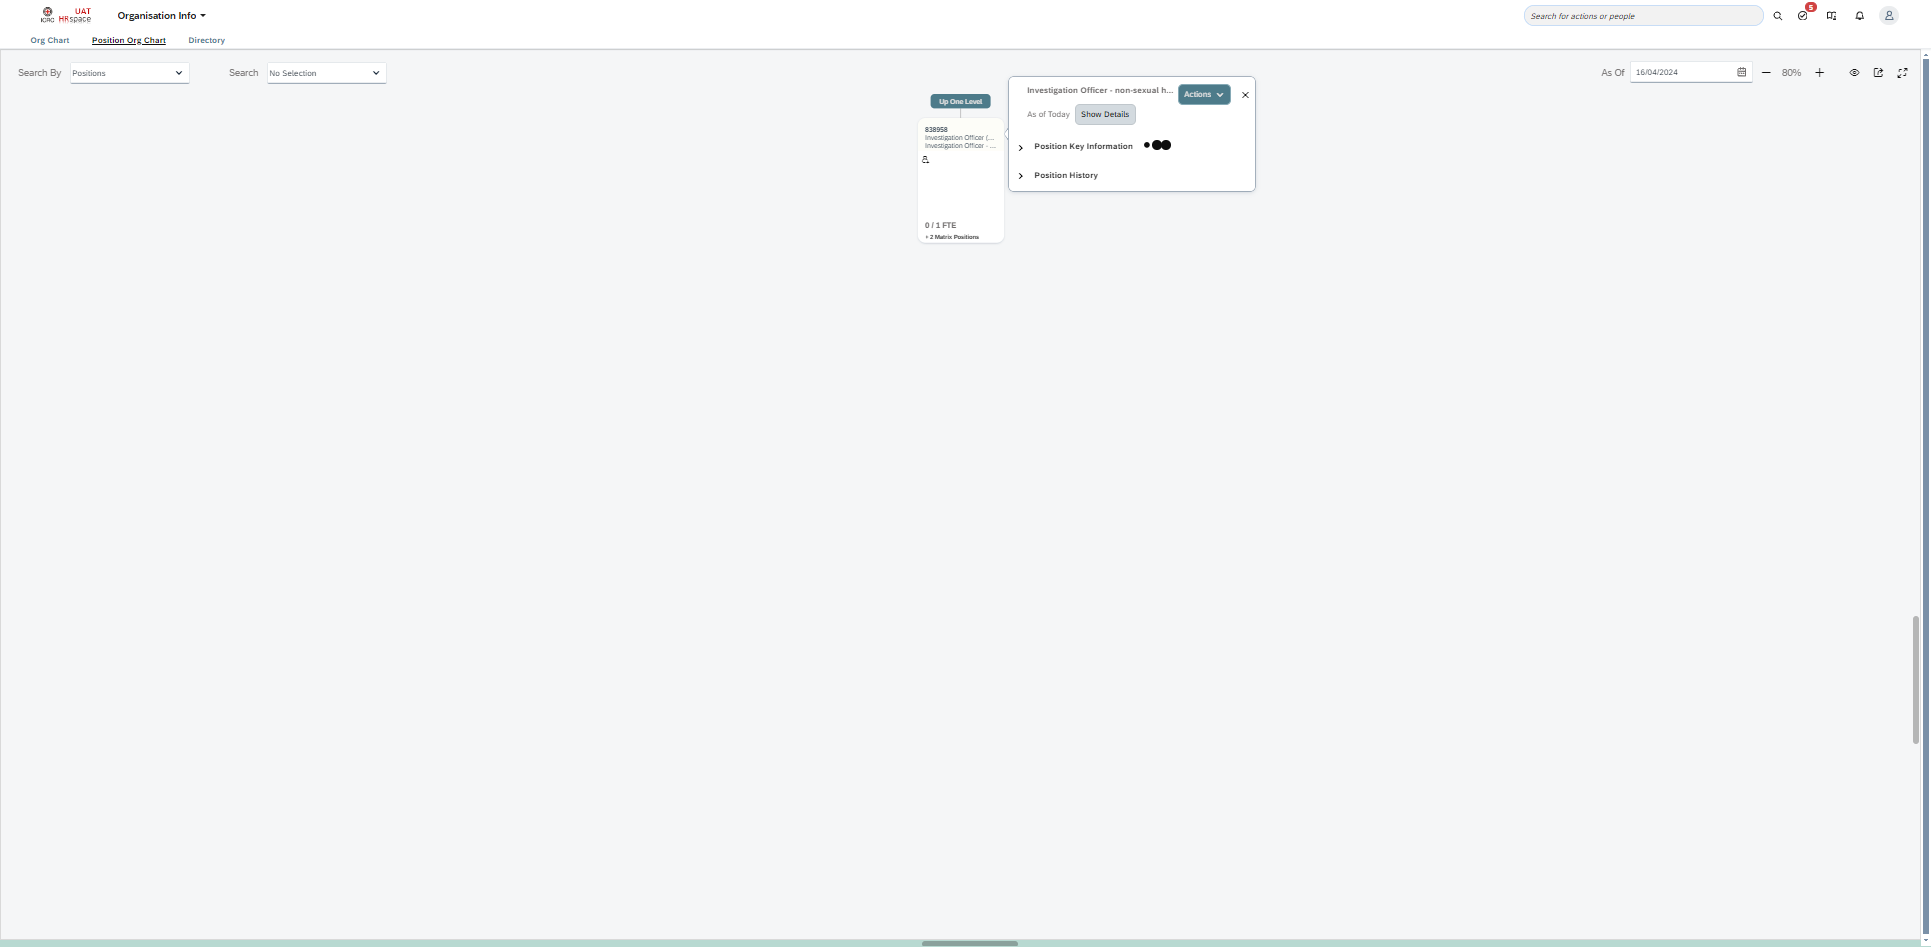 UAT
ICRC HRspace
Organisation Info
Search for actions or people
5
Org Chart
Position Org Chart
Directory
Search By
Positions
Search
No Selection
As Of
16/04/2024
80%
Up One Level
838958
Investigation Officer (...
Investigation Officer - ...
0 / 1 FTE
2 Matrix Positions
Investigation Officer - non-sexual h...
Actions
As of Today
Show Details
Position Key Information
Position History